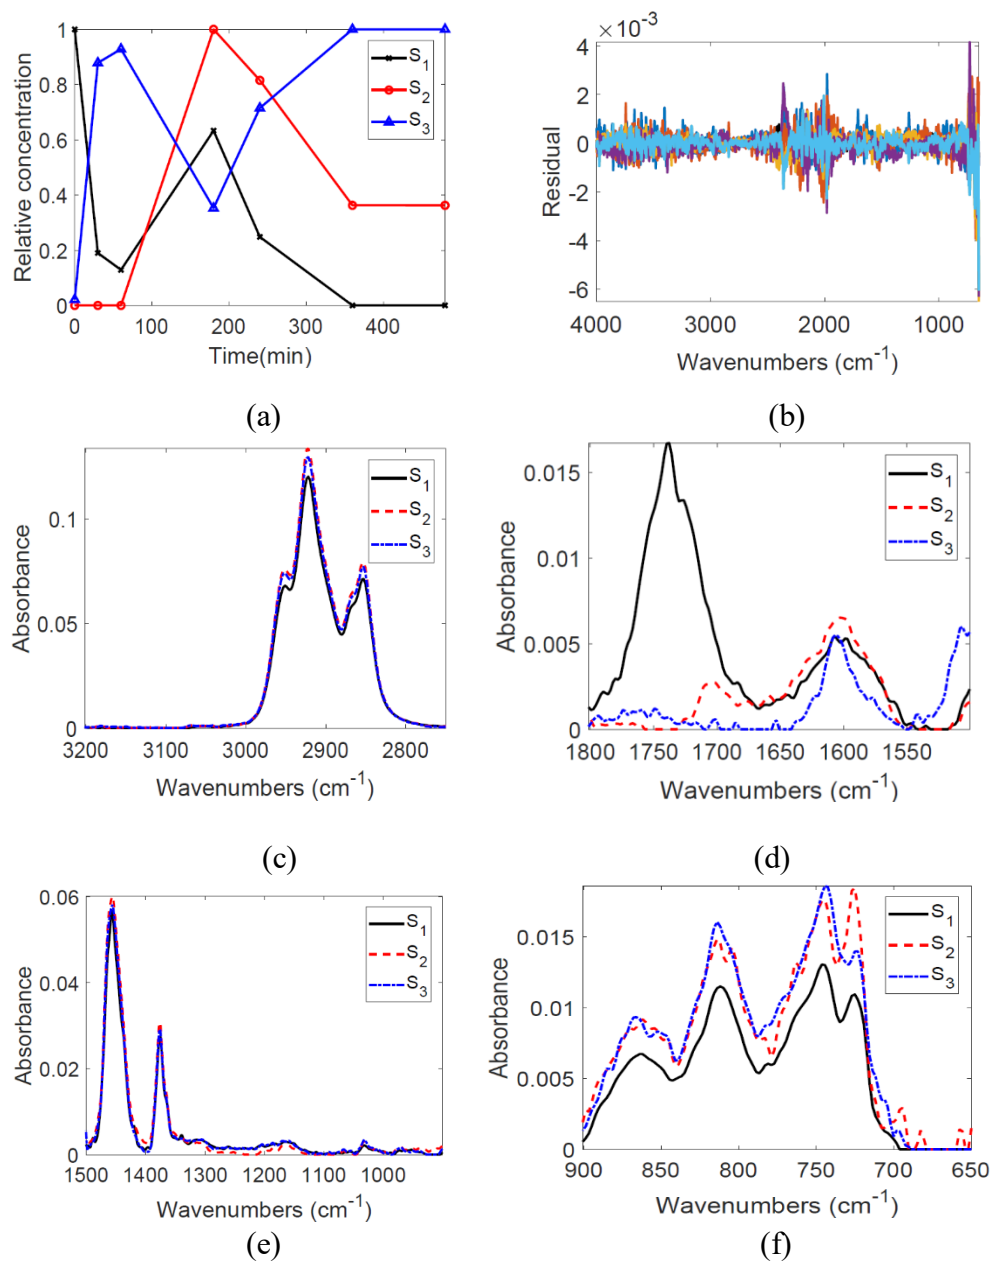 1
0.8
0.6
0.4
0.2
0
Relative concentration
0 100 200 300 400
Time(min)
S1
S2
S3
(a)
×10-3
4
2
0
-2
-4
-6
Residual
4000 3000 2000 1000
Wavenumbers (cm-1)
(b)
0.1
0.05
0
Absorbance
3200 3100 3000 2900 2800
Wavenumbers (cm-1)
S1
S2
S3
(c)
0.015
0.01
0.005
0
Absorbance
1800 1750 1700 1650 1600 1550
Wavenumbers (cm-1)
S1
S2
S3
(d)
0.06
0.04
0.02
0
Absorbance
1500 1400 1300 1200 1100 1000
Wavenumbers (cm-1)
S1
S2
S3
(e)
0.015
0.01
0.005
0
Absorbance
900 850 800 750 700 650
Wavenumbers (cm-1)
S1
S2
S3
(f)